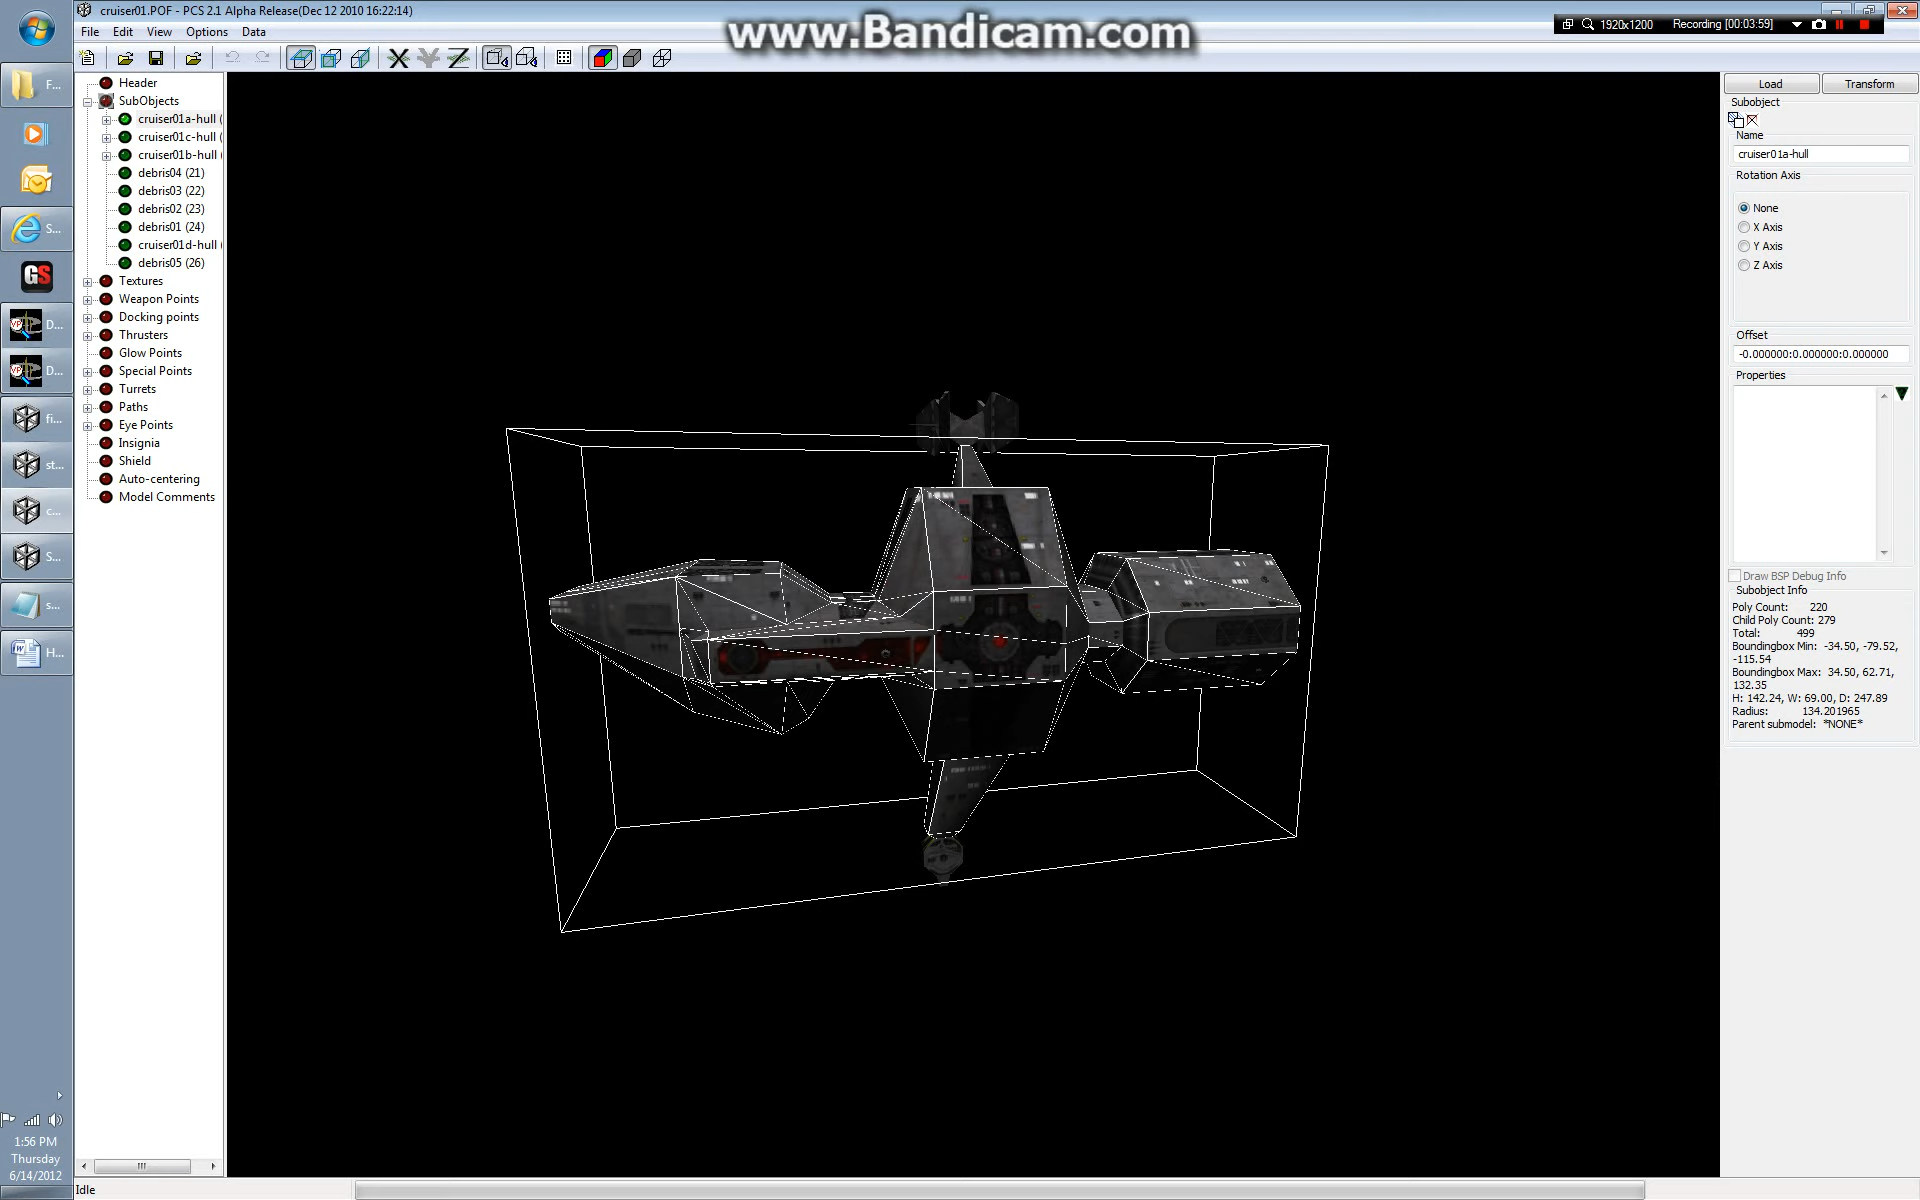 cruiser01.POF - PCS 2.1 Alpha Release(Dec 12 2010 16:22:14)
www.Bandicam.com
1920x1200 Recording [00:03:59]
File Edit View Options Data
X Y Z
Header
SubObjects
cruiser01a-hull (
cruiser01c-hull (
cruiser01b-hull (
debris04 (21)
debris03 (22)
debris02 (23)
debris01 (24)
cruiser01d-hull (
debris05 (26)
Textures
Weapon Points
Docking points
Thrusters
Glow Points
Special Points
Turrets
Paths
Eye Points
Insignia
Shield
Auto-centering
Model Comments
Load Transform
Subobject
Name
cruiser01a-hull
Rotation Axis
None
X Axis
Y Axis
Z Axis
Offset
-0.000000:0.000000:0.000000
Properties
Draw BSP Debug Info
Subobject Info
Poly Count: 220
Child Poly Count: 279
Total: 499
Boundingbox Min: -34.50, -79.52,
-115.54
Boundingbox Max: 34.50, 62.71,
132.35
H: 142.24, W: 69.00, D: 247.89
Radius: 134.201965
Parent submodel: *NONE*
F...
S...
GS
D...
D...
fi...
st...
c...
S...
s...
H...
1:56 PM
Thursday
6/14/2012
Idle